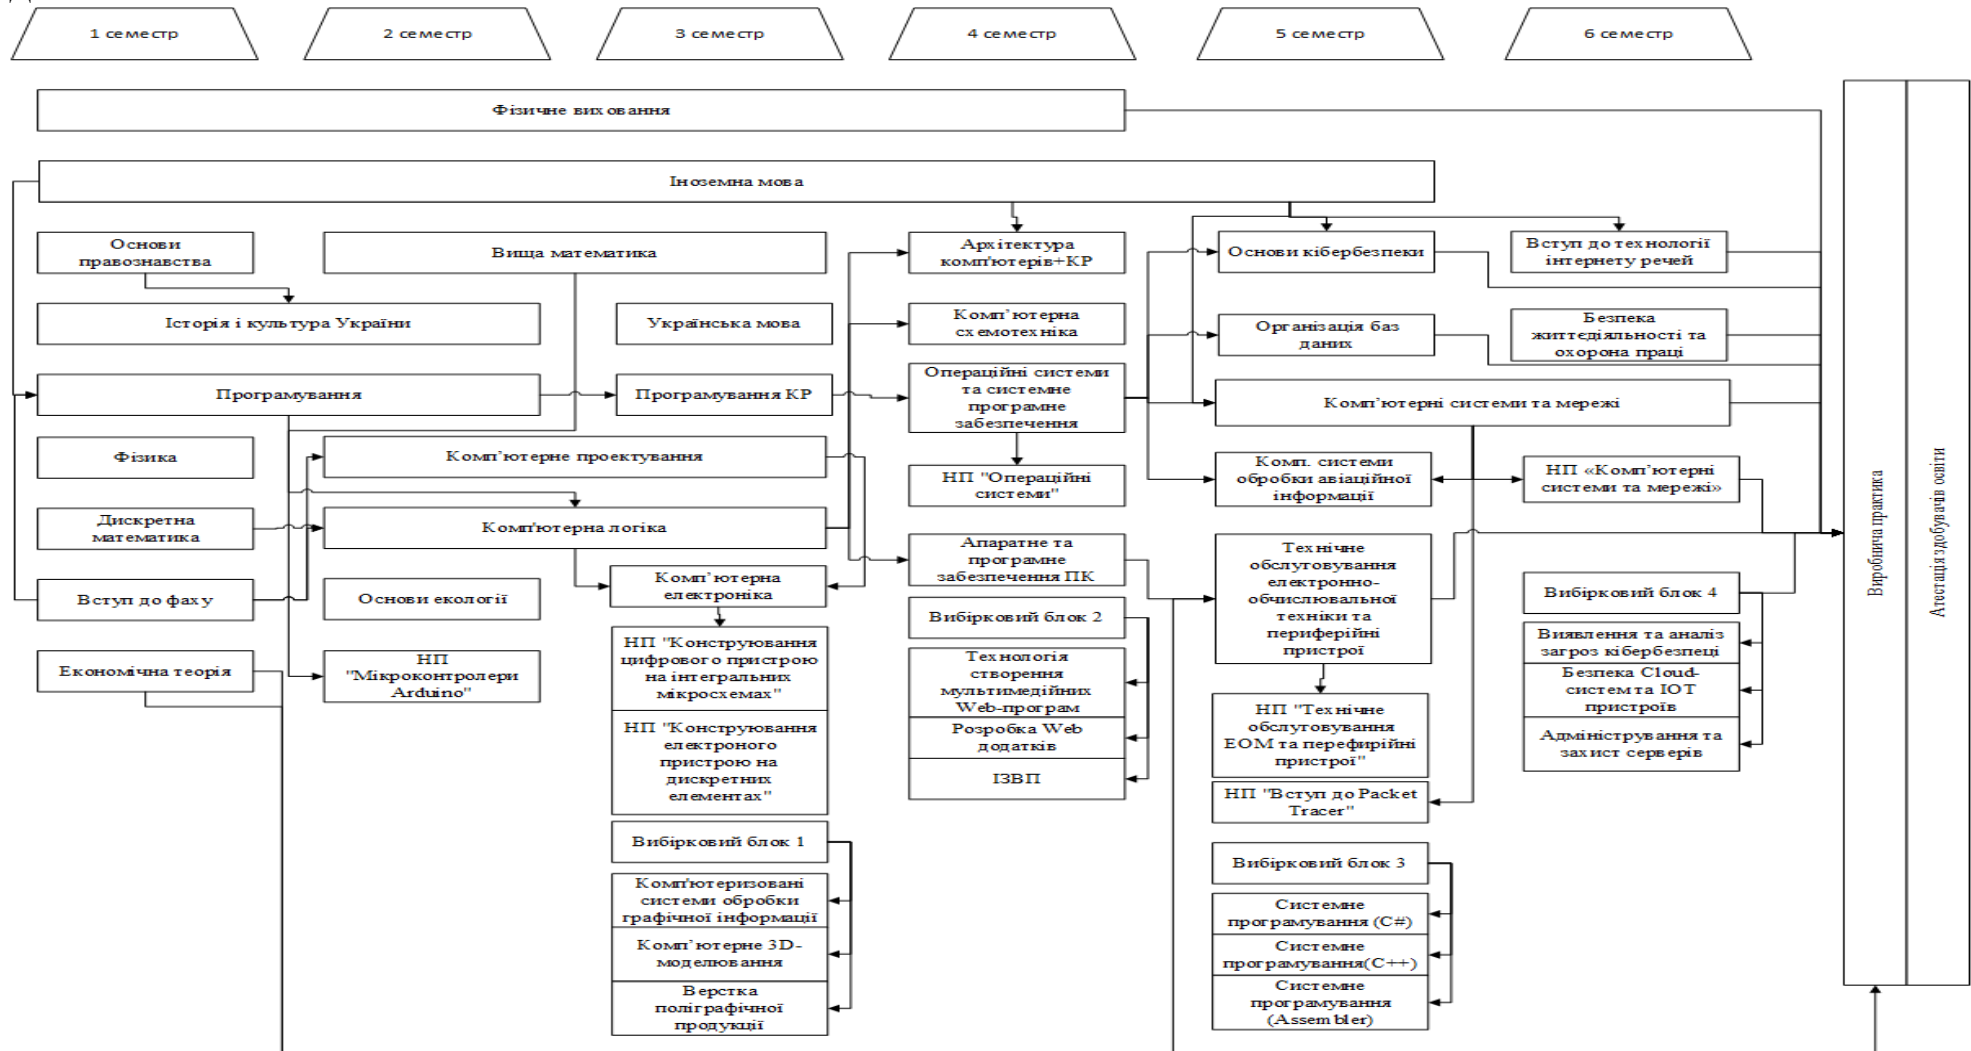 1 семестр
2 семестр
3 семестр
4 семестр
5 семестр
6 семестр
Фізичне виховання
Іноземна мова
Основи
правознавства
Вища математика
Архітектура
комп'ютерів+КР
Основи кібербезпеки
Вступ до технології
інтернету речей
Історія і культура України
Українська мова
Комп’ютерна
схемотехніка
Організація баз
даних
Безпека
життєдіяльності та
охорона праці
Програмування
Програмування КР
Операційні системи
та системне
програмне
забезпечення
Комп’ютерні системи та мережі
Фізика
Комп’ютерне проектування
НП "Операційні
системи"
Комп. системи
обробки авіаційної
інформації
НП «Комп’ютерні
системи та мережі»
Дискретна
математика
Комп'ютерна логіка
Апаратне та
програмне
забезпечення ПК
Технічне
обслуговування
електронно-
обчислювальної
техніки та
периферійні
пристрої
Вступ до фаху
Основи екології
Комп’ютерна
електроніка
Вибірковий блок 2
Вибірковий блок 4
Економічна теорія
НП
"Мікроконтролери
Arduino"
НП "Конструювання
цифрового пристрою
на інтегральних
мікросхемах"
НП "Конструювання
електроного
пристрою на
дискретних
елементах"
Технологія
створення
мультимедійних
Web-програм
Розробка Web
додатків
ІЗВП
НП "Технічне
обслуговування
ЕОМ та перефирійні
пристрої"
НП "Вступ до Packet
Tracer"
Виявлення та аналіз
загроз кібербезпеці
Безпека Cloud-
систем та ІОТ
пристроїв
Адміністрування та
захист серверів
Вибірковий блок 1
Комп'ютеризовані
системи обробки
графічної інформації
Комп’ютерне 3D-
моделювання
Верстка
поліграфічної
продукції
Вибірковий блок 3
Системне
програмування (C#)
Системне
програмування(C++)
Системне
програмування
(Assembler)
Виробнича практика
Атестація здобувачів освіти